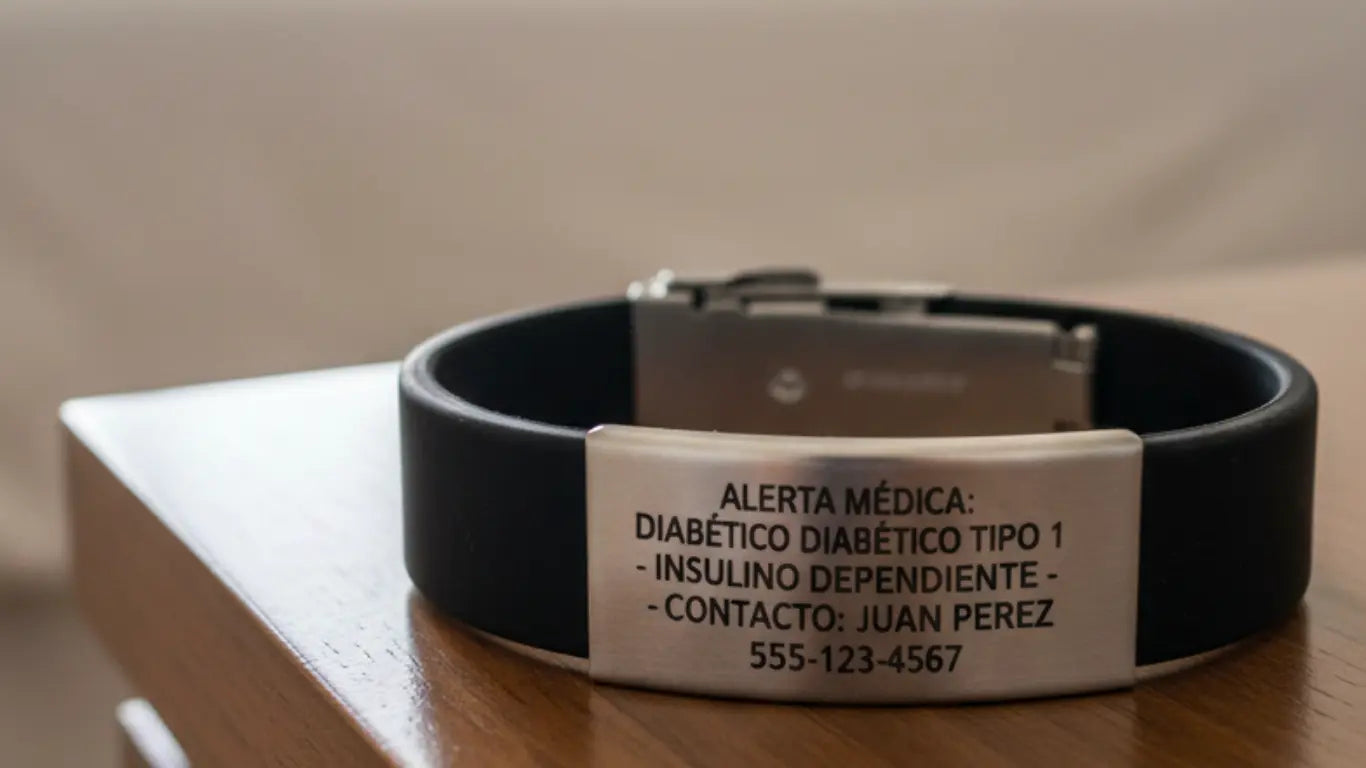 ALERTA MÉDICA:
DIABÉTICO DIABÉTICO TIPO 1
- INSULINO DEPENDIENTE -
- CONTACTO: JUAN PEREZ
555-123-4567